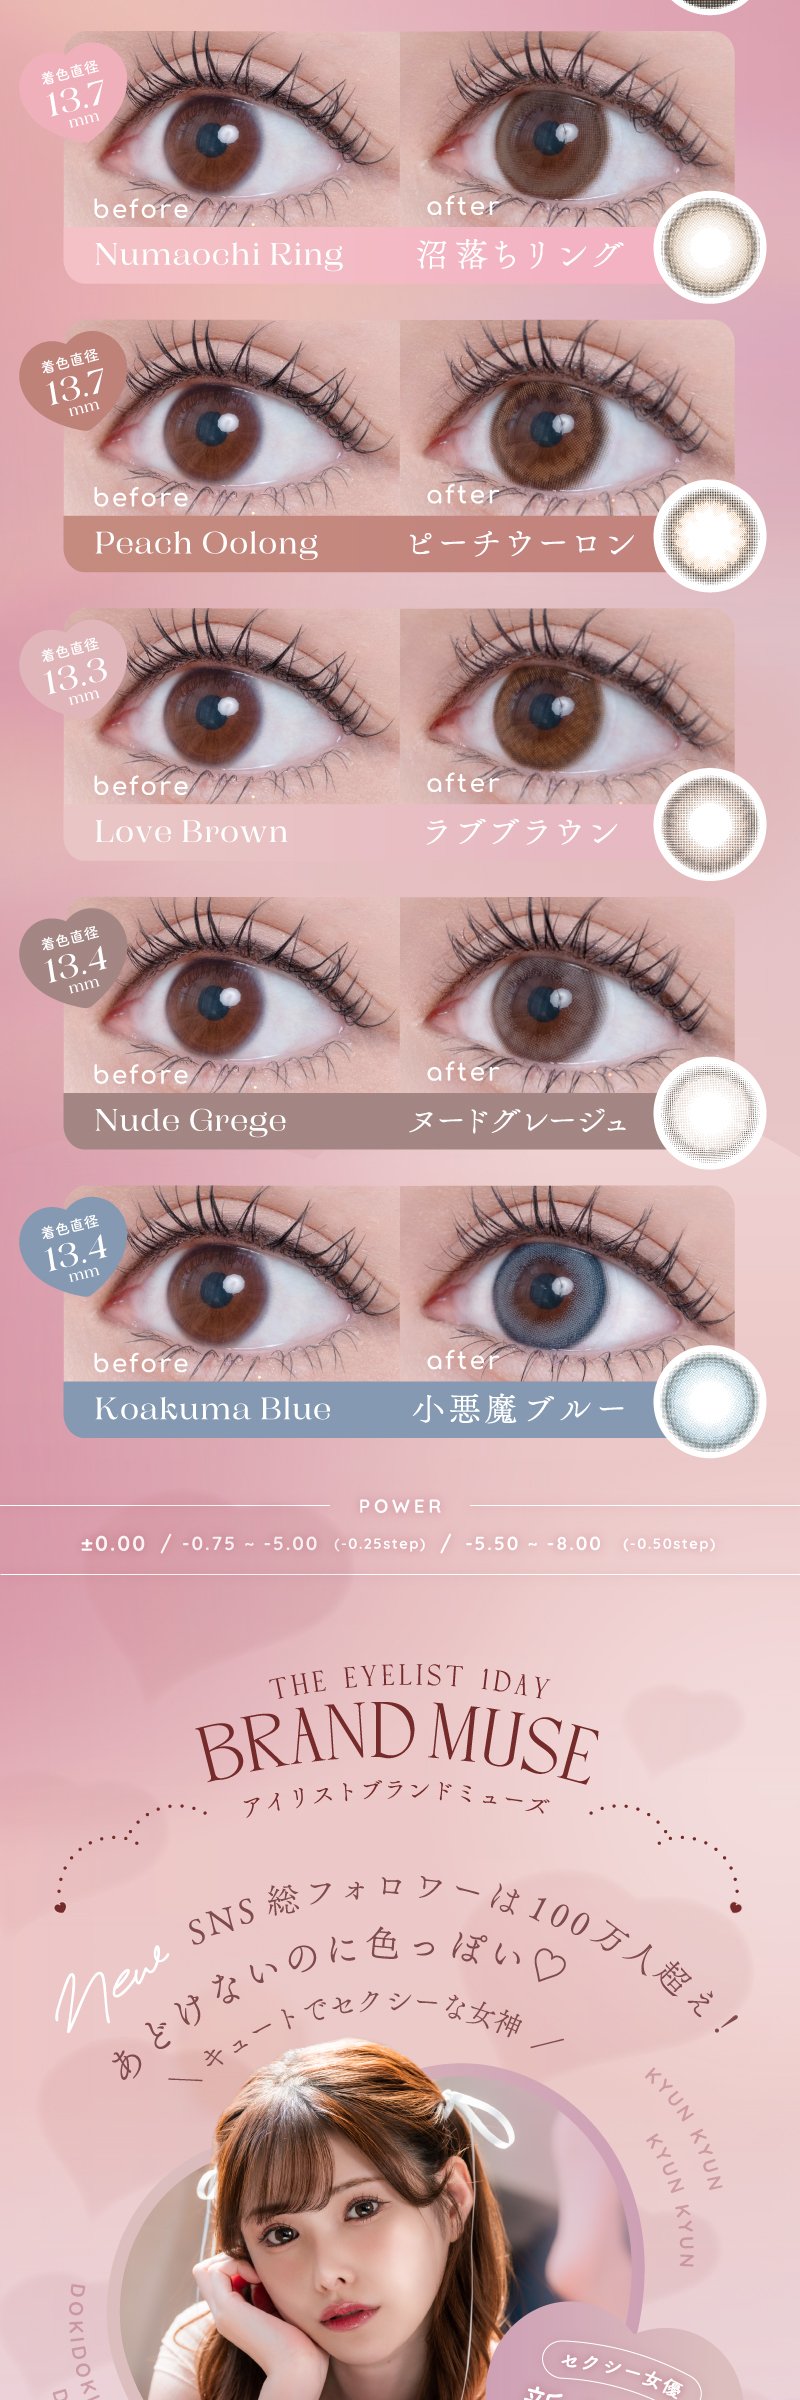 着色直径
13.7
mm
before
after
Numaochi Ring 沼落ちリング
着色直径
13.7
mm
before
after
Peach Oolong ピーチウーロン
着色直径
13.3
mm
before
after
Love Brown ラブブラウン
着色直径
13.4
mm
before
after
Nude Grege ヌードグレージュ
着色直径
13.4
mm
before
after
Koakuma Blue 小悪魔ブルー
POWER
±0.00 / -0.75 ~ -5.00 (-0.25step) / -5.50 ~ -8.00 (-0.50step)
THE EYELIST 1DAY
BRAND MUSE
アイリストブランドミューズ
New
SNS 総フォロワーは100万人超え!
あどけないのに色っぽい♡
\ キュートでセクシーな女神 /
KYUN KYUN
KYUN KYUN
DOKIDOKI
セクシー女優